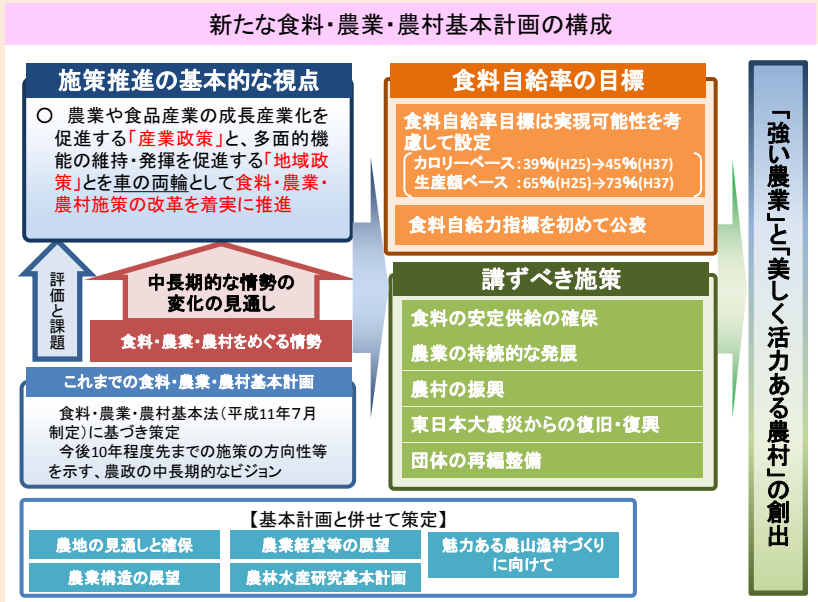 新たな食料・農業・農村基本計画の構成
施策推進の基本的な視点
○ 農業や食品産業の成長産業化を
促進する「産業政策」と、多面的機
能の維持・発揮を促進する「地域政
策」とを車の両輪として食料・農業・
農村施策の改革を着実に推進
評価と課題
中長期的な情勢の
変化の見通し
食料・農業・農村をめぐる情勢
これまでの食料・農業・農村基本計画
食料・農業・農村基本法(平成11年7月
制定)に基づき策定
今後10年程度先までの施策の方向性等
を示す、農政の中長期的なビジョン
食料自給率の目標
食料自給率目標は実現可能性を考
慮して設定
カロリーベース:39%(H25)→45%(H37)
生産額ベース :65%(H25)→73%(H37)
食料自給力指標を初めて公表
講ずべき施策
食料の安定供給の確保
農業の持続的な発展
農村の振興
東日本大震災からの復旧・復興
団体の再編整備
「強い農業」と「美しく活力ある農村」の創出
【基本計画と併せて策定】
農地の見通しと確保
農業経営等の展望
魅力ある農山漁村づくり
に向けて
農業構造の展望
農林水産研究基本計画